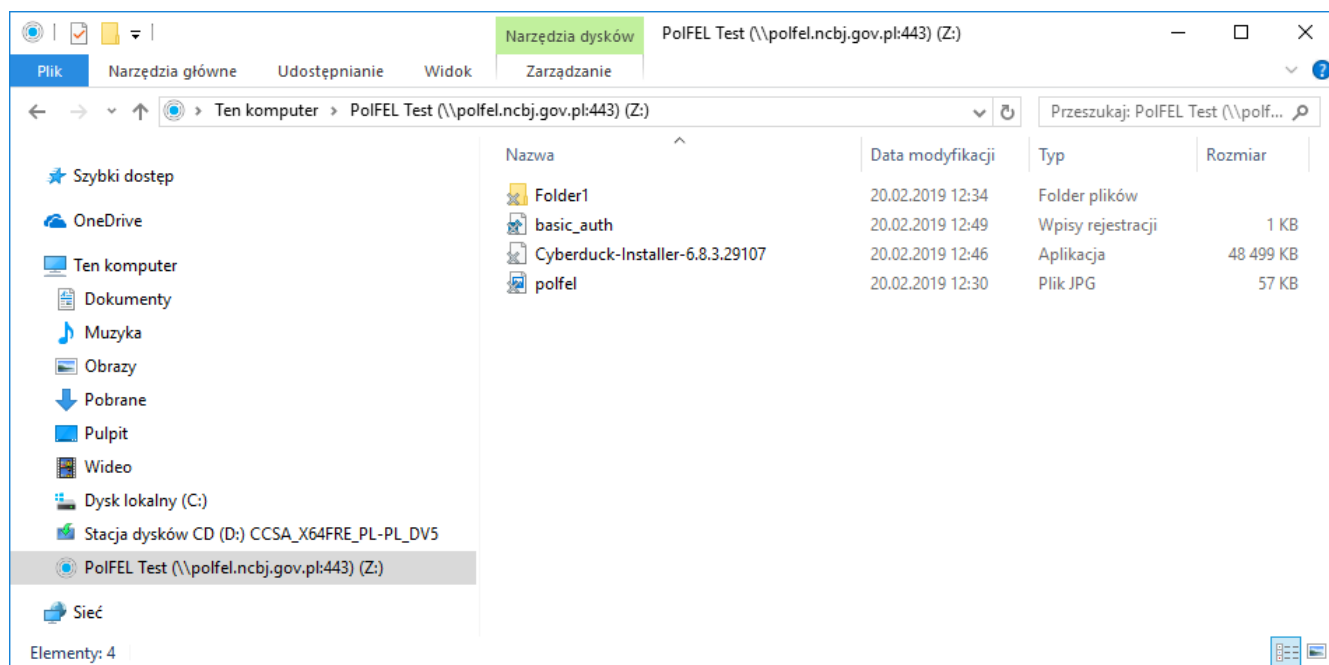 Narzędzia dysków PolFEL Test (\\polfel.ncbj.gov.pl:443) (Z:)
Plik Narzędzia główne Udostępnianie Widok Zarządzanie
Ten komputer PolFEL Test (\\polfel.ncbj.gov.pl:443) (Z:) Przeszukaj: PolFEL Test (\\polf...
Szybki dostęp
OneDrive
Ten komputer
Dokumenty
Muzyka
Obrazy
Pobrane
Pulpit
Wideo
Dysk lokalny (C:)
Stacja dysków CD (D:) CCSA_X64FRE_PL-PL_DV5
PolFEL Test (\\polfel.ncbj.gov.pl:443) (Z:)
Sieć
Nazwa Data modyfikacji Typ Rozmiar
Folder1 20.02.2019 12:34 Folder plików
basic_auth 20.02.2019 12:49 Wpisy rejestracji 1 KB
Cyberduck-Installer-6.8.3.29107 20.02.2019 12:46 Aplikacja 48 499 KB
polfel 20.02.2019 12:30 Plik JPG 57 KB
Elementy: 4